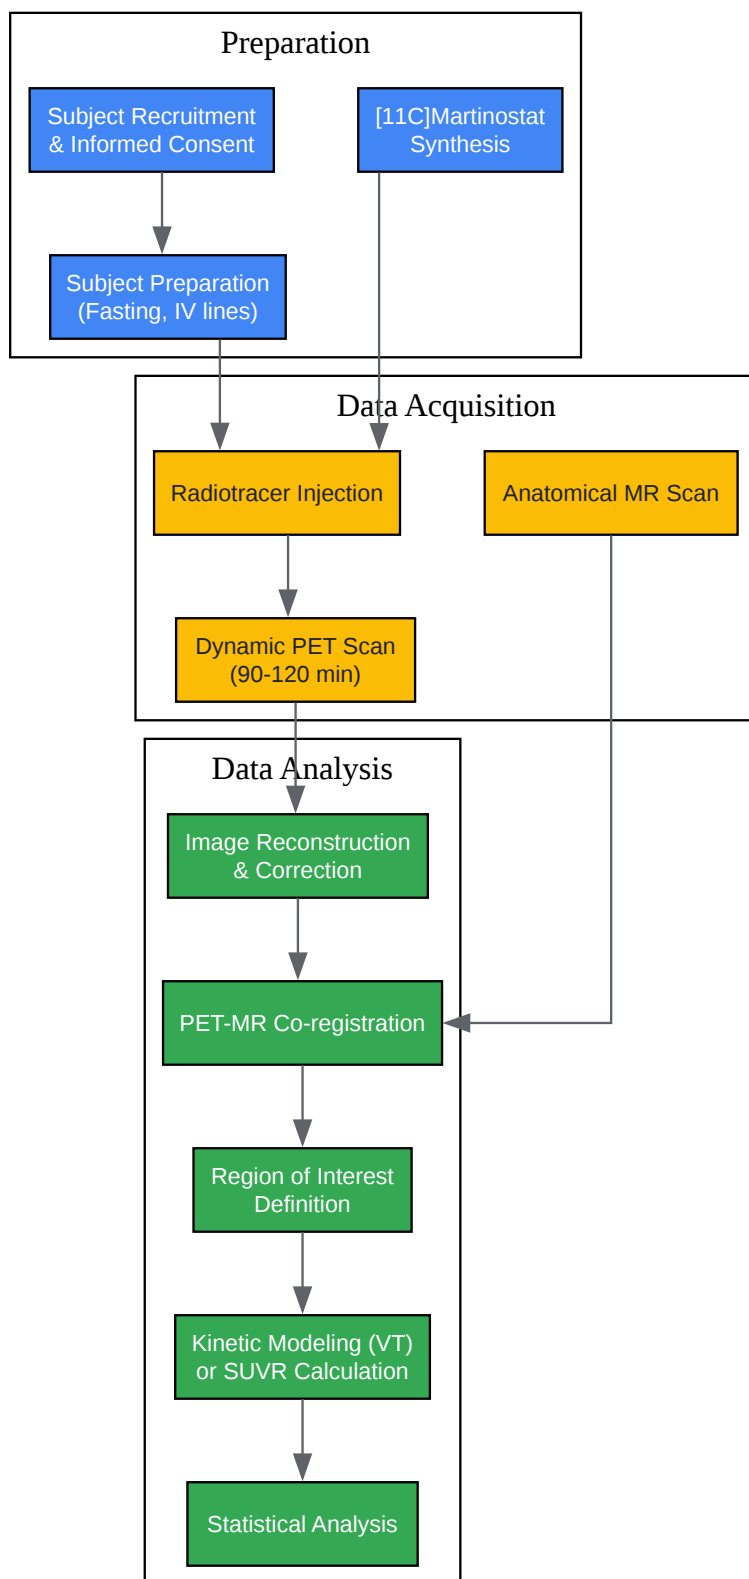 Preparation
Subject Recruitment
& Informed Consent
[11C]Martinostat
Synthesis
Subject Preparation
(Fasting, IV lines)
Data Acquisition
Radiotracer Injection
Anatomical MR Scan
Dynamic PET Scan
(90-120 min)
Data Analysis
Image Reconstruction
& Correction
PET-MR Co-registration
Region of Interest
Definition
Kinetic Modeling (VT)
or SUVR Calculation
Statistical Analysis